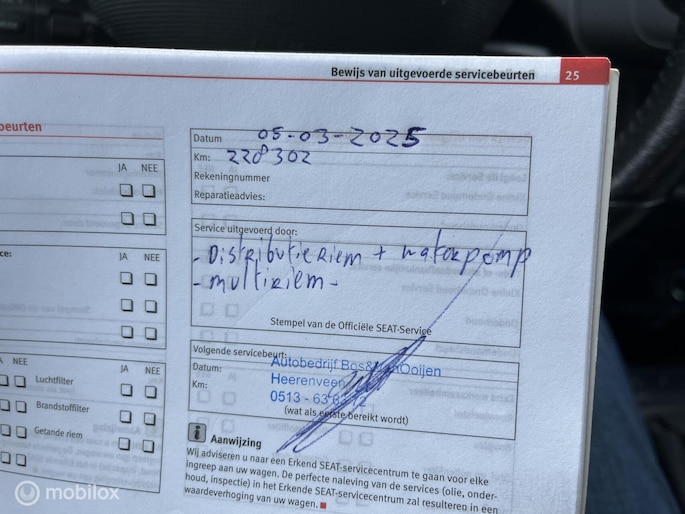 Bewijs van uitgevoerde servicebeurten 25
beurten
JA NEE
ce:
A NEE
JA NEE
Luchtfilter
Brandstoffilter
Getande riem
Datum 05-03-2025
Km: 220302
Rekeningnummer
Reparatieadvies:
Service uitgevoerd door:
- Distributieriem + waterpomp
- multiriem -
Stempel van de Officiële SEAT-Service
Volgende servicebeurt:
Datum:
Km:
Autobedrijf Bos& Ooijen
Heerenveen
0513 - 63
(wat als eerste bereikt wordt)
i Aanwijzing
Wij adviseren u naar een Erkend SEAT-servicecentrum te gaan voor elke
ingreep aan uw wagen. De perfecte naleving van de services (olie, onder-
houd, inspectie) in het Erkende SEAT-servicecentrum zal resulteren in een
waardeverhoging van uw wagen.
mobilox